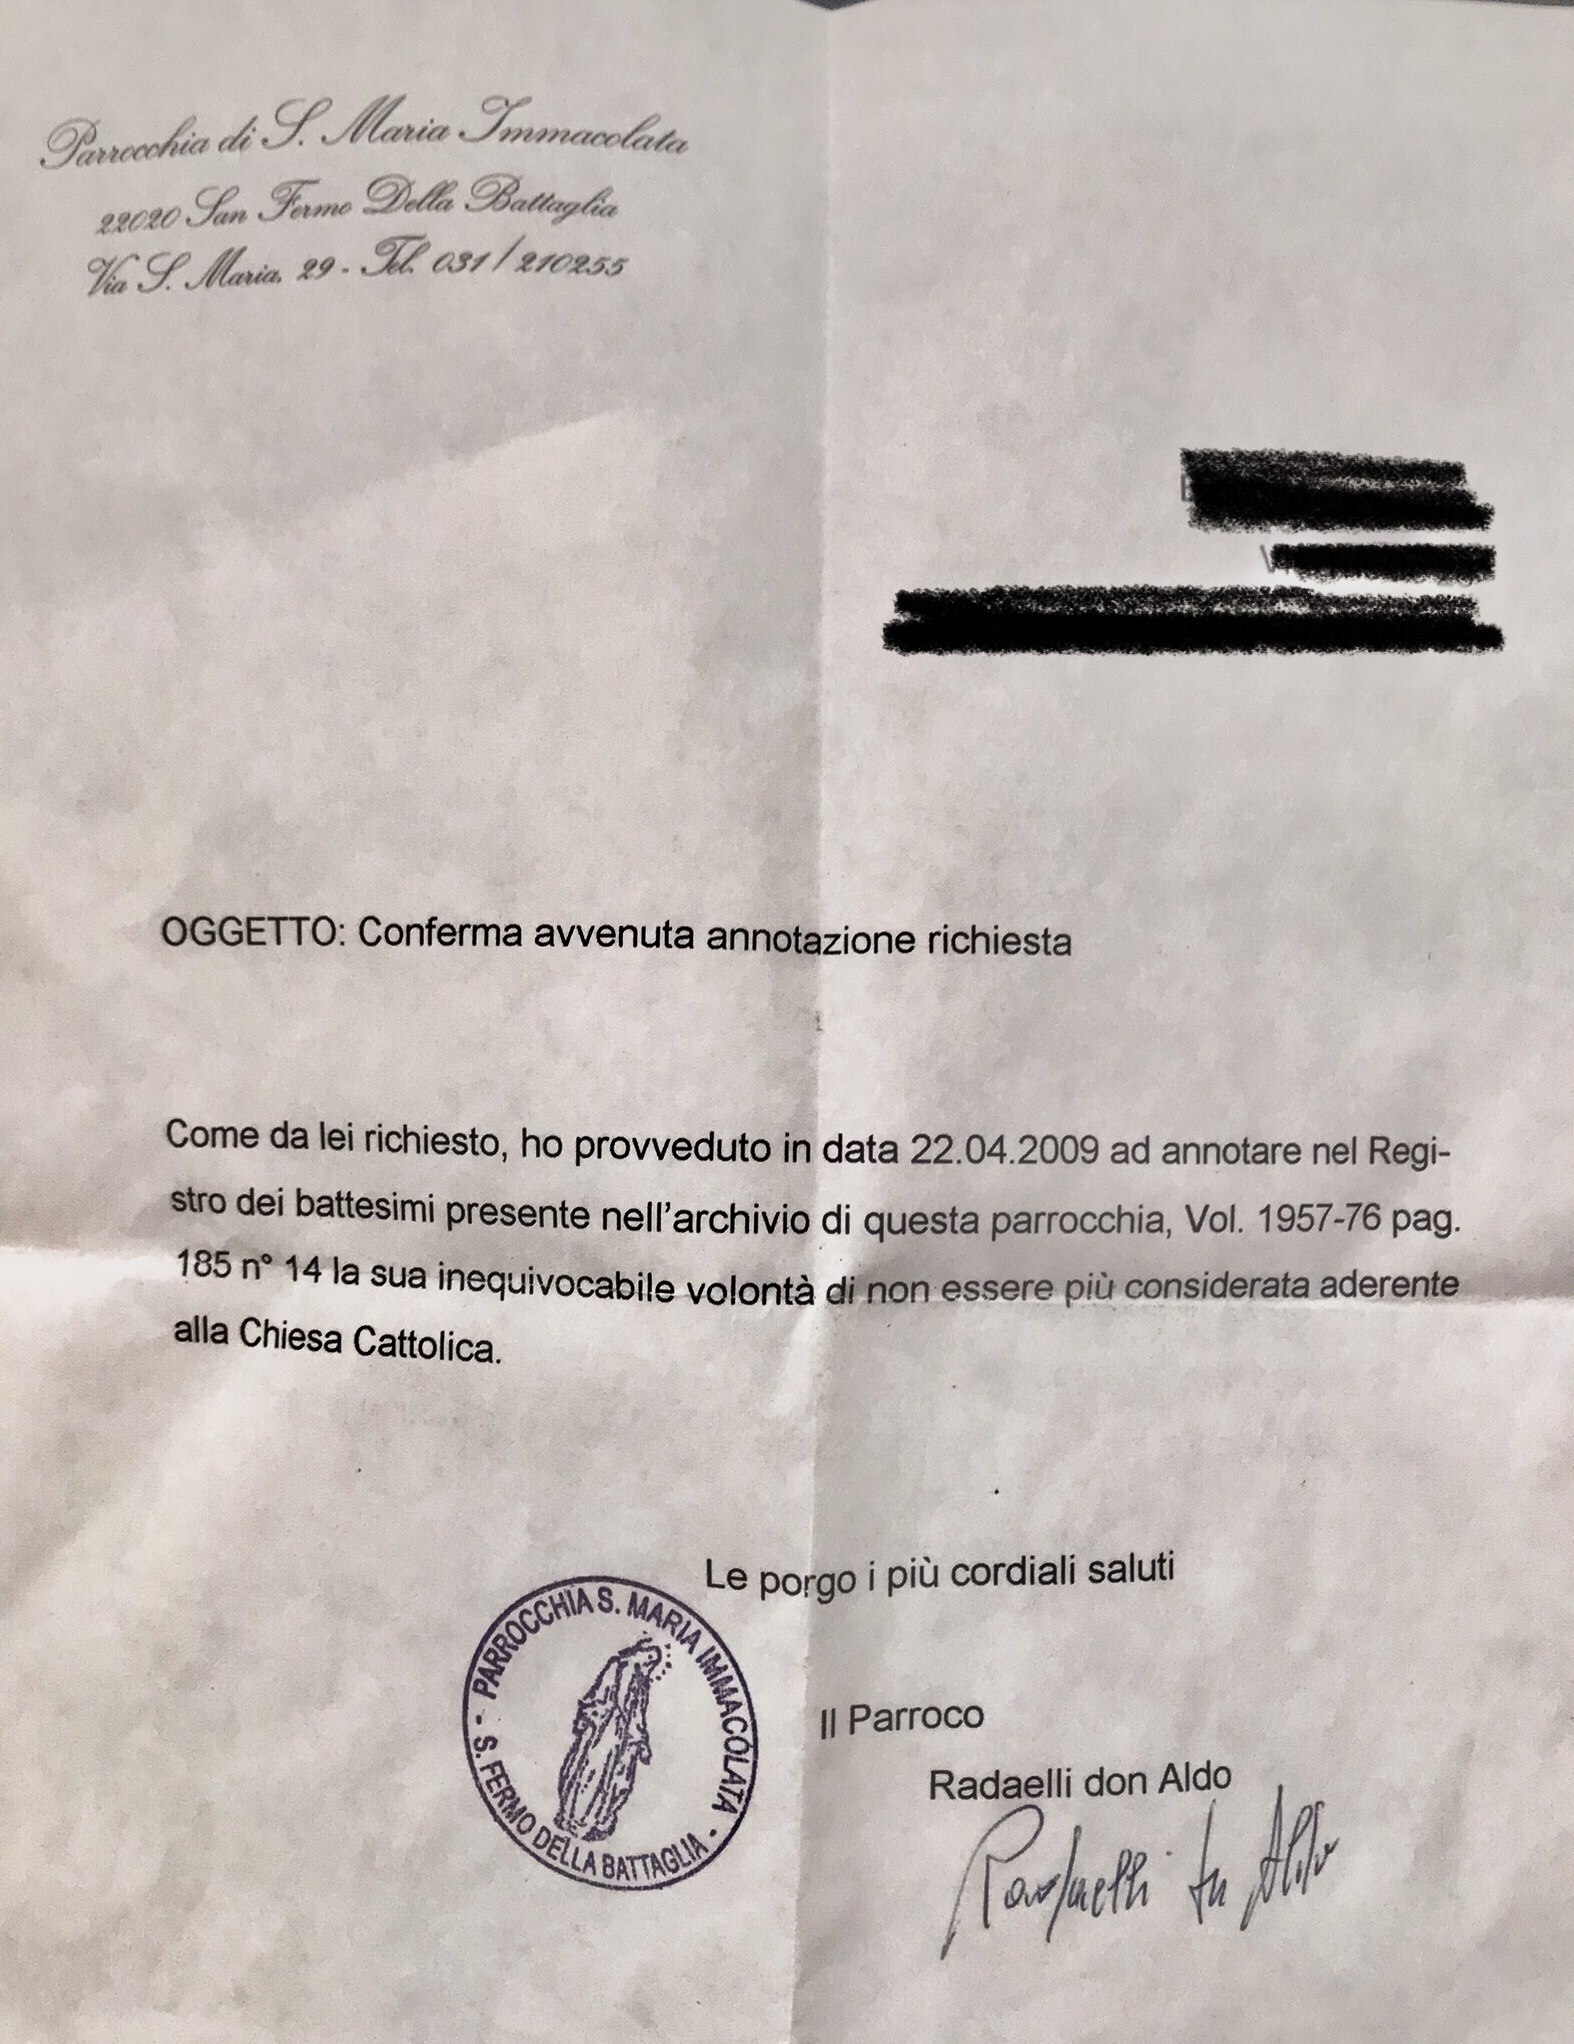 Parrocchia di S. Maria Immacolata
22020 San Fermo Della Battaglia
Via S. Maria, 29 - Tel. 031/210255
OGGETTO: Conferma avvenuta annotazione richiesta
Come da lei richiesto, ho provveduto in data 22.04.2009 ad annotare nel Regi-
stro dei battesimi presente nell'archivio di questa parrocchia, Vol. 1957-76 pag.
185 n° 14 la sua inequivocabile volontà di non essere più considerata aderente
alla Chiesa Cattolica.
Le porgo i più cordiali saluti
PARROCCHIA S. MARIA IMMACOLATA -
S. FERMO DELLA BATTAGLIA -
Il Parroco
Radaelli don Aldo
Radaelli don Aldo